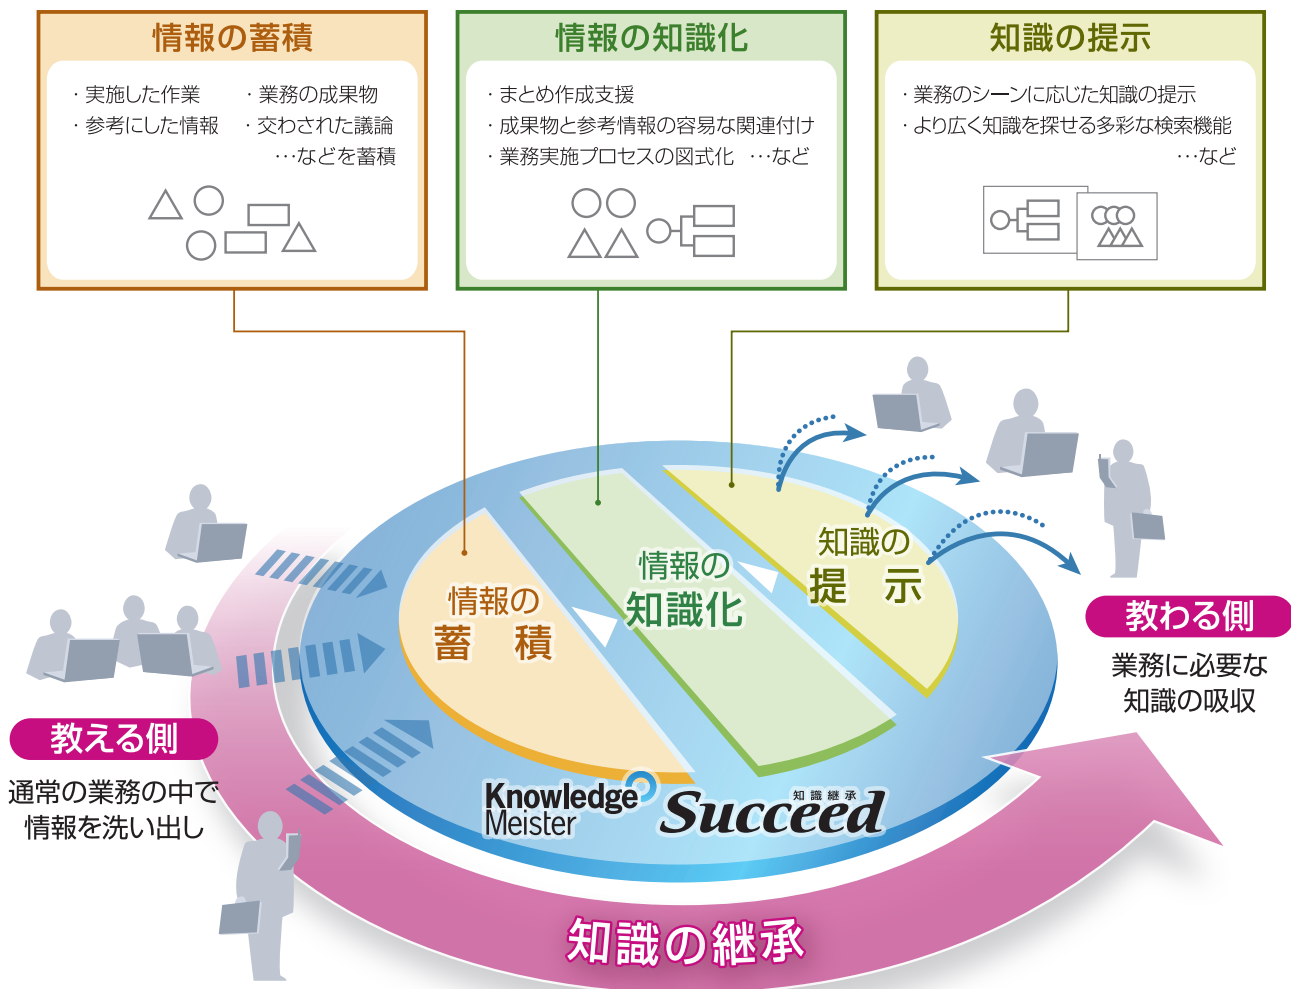 情報の蓄積
・実施した作業 ・業務の成果物
・参考にした情報 ・交わされた議論
…などを蓄積
情報の知識化
・まとめ作成支援
・成果物と参考情報の容易な関連付け
・業務実施プロセスの図式化 …など
知識の提示
・業務のシーンに応じた知識の提示
・より広く知識を探せる多彩な検索機能
…など
情報の
蓄 積
情報の
知識化
知識の
提 示
教える側
通常の業務の中で
情報を洗い出し
教わる側
業務に必要な
知識の吸収
Knowledge
Meister
知識継承
Succeed
知識の継承